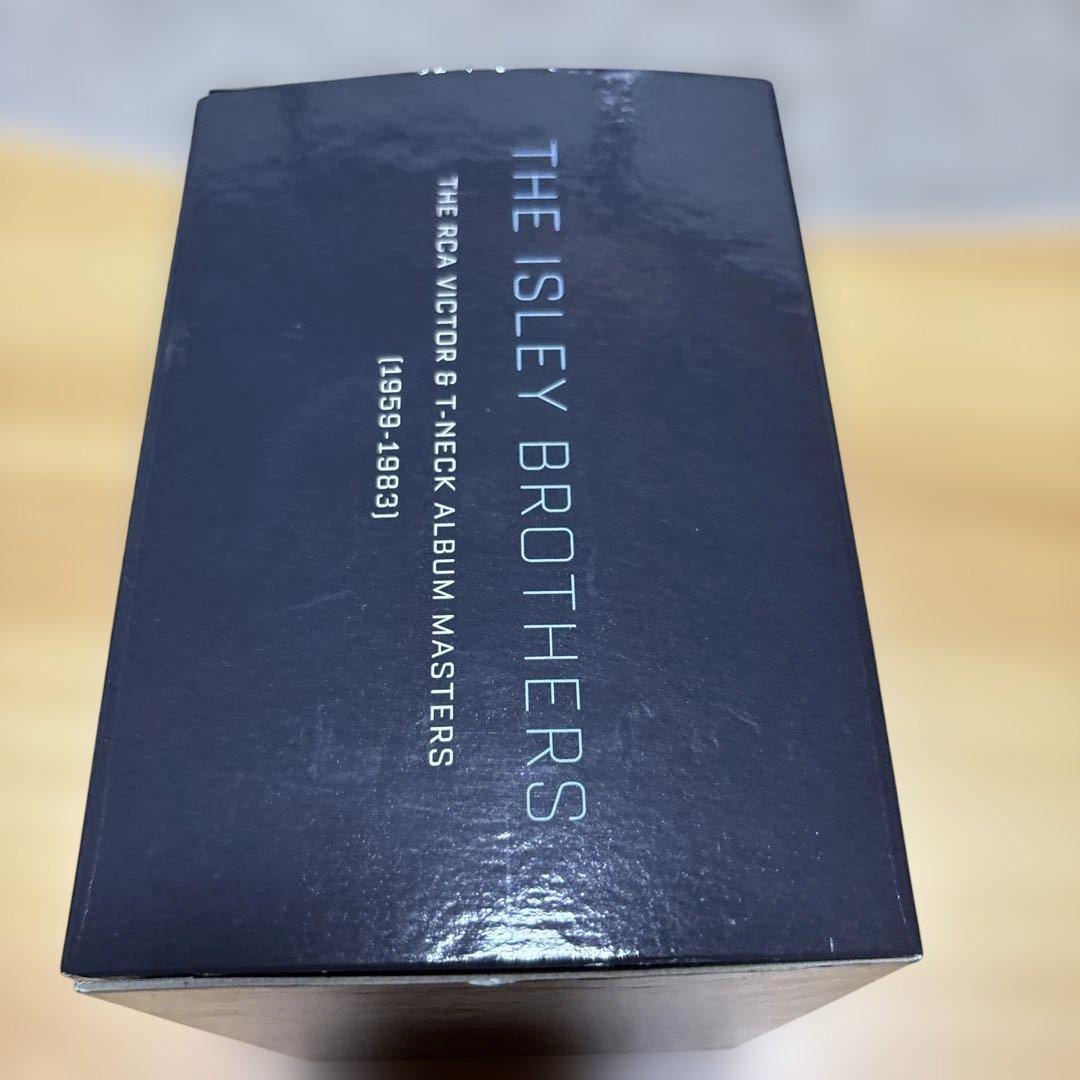 THE ISLEY BROTHERS
THE RCA VICTOR & T-NECK ALBUM MASTERS
(1959-1983)